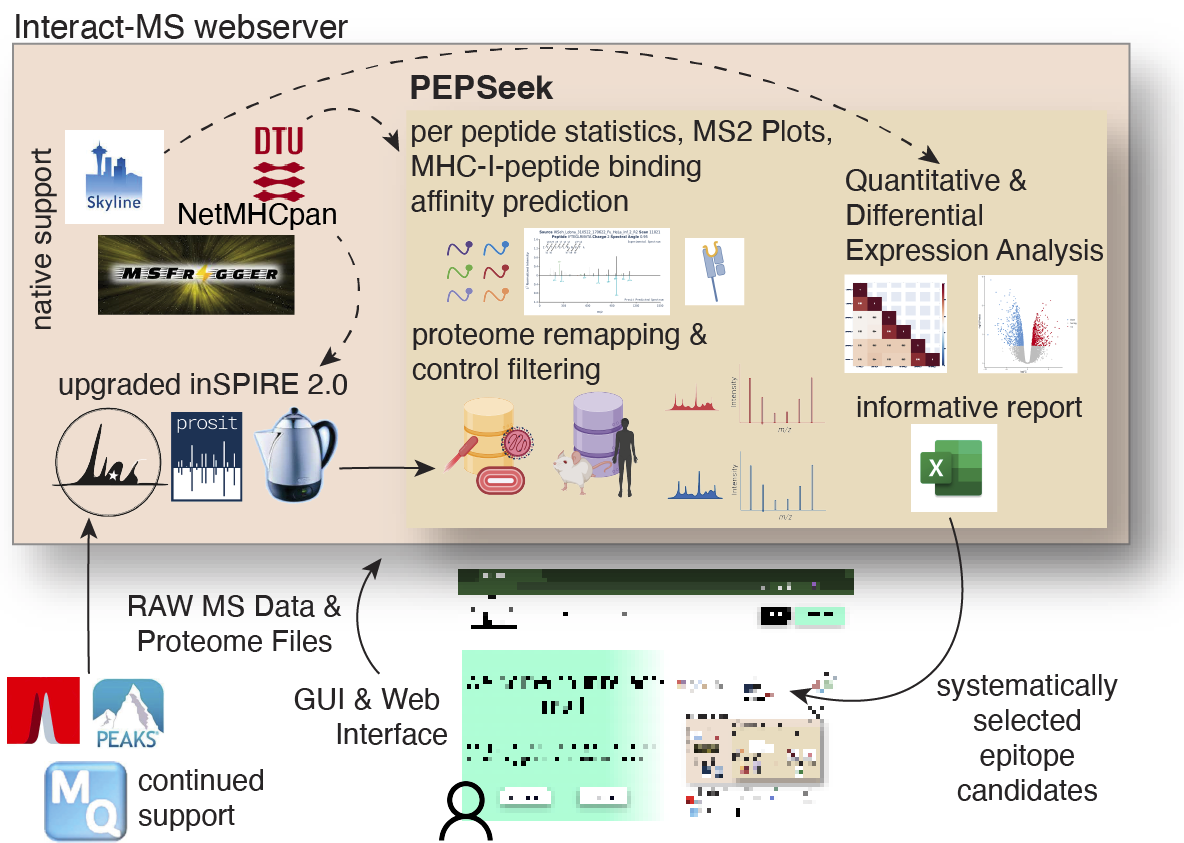 Interact-MS webserver
PEPSeek
native support
Skyline
DTU
NetMHCpan
MSFRAGGER
per peptide statistics, MS2 Plots,
MHC-I-peptide binding
affinity prediction
Quantitative &
Differential
Expression Analysis
proteome remapping &
control filtering
upgraded inSPIRE 2.0
prosit
Intensity
m/z
Intensity
m/z
informative report
X
RAW MS Data &
Proteome Files
PEAKS
MQ
continued
support
GUI & Web
Interface
systematically
selected
epitope
candidates